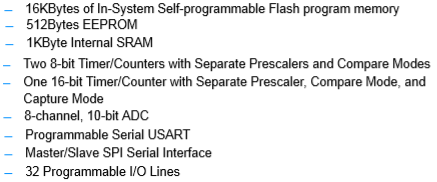 – 16KBytes of In-System Self-programmable Flash program memory
– 512Bytes EEPROM
– 1KByte Internal SRAM
– Two 8-bit Timer/Counters with Separate Prescalers and Compare Modes
– One 16-bit Timer/Counter with Separate Prescaler, Compare Mode, and
Capture Mode
– 8-channel, 10-bit ADC
– Programmable Serial USART
– Master/Slave SPI Serial Interface
– 32 Programmable I/O Lines